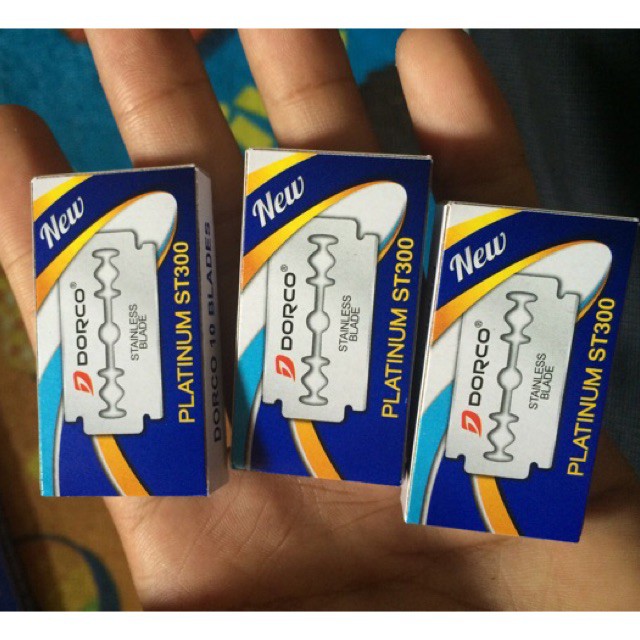 New
DORCO®
STAINLESS
BLADE
PLATINUM ST300
DORCO 10 BLADES
New
DORCO®
STAINLESS
BLADE
PLATINUM ST300
New
DORCO®
STAINLESS
BLADE
PLATINUM ST300